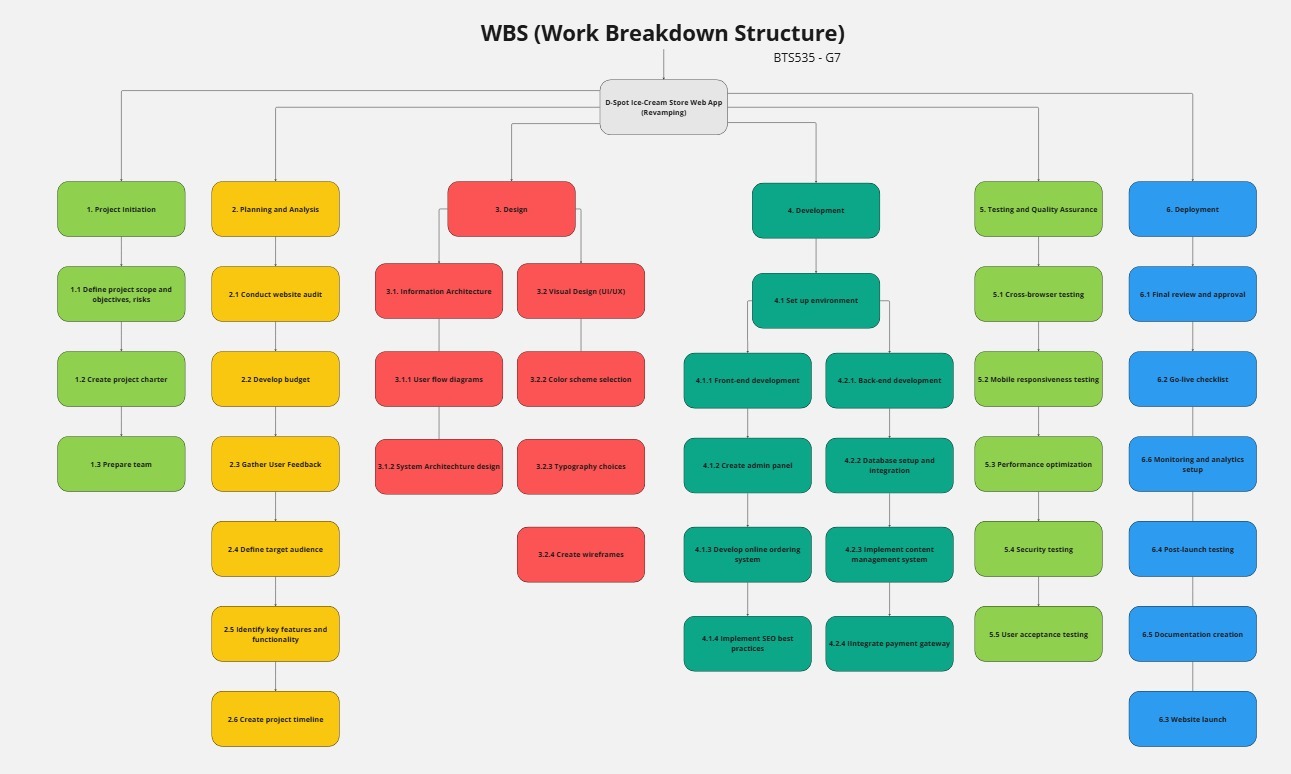 WBS (Work Breakdown Structure)
BTS535 - G7
D-Spot Ice-Cream Store Web App
(Revamping)
1. Project Initiation
2. Planning and Analysis
3. Design
4. Development
5. Testing and Quality Assurance
6. Deployment
1.1 Define project scope and
objectives, risks
1.2 Create project charter
1.3 Prepare team
2.1 Conduct website audit
2.2 Develop budget
2.3 Gather User Feedback
2.4 Define target audience
2.5 Identify key features and
functionality
2.6 Create project timeline
3.1. Information Architecture
3.1.1 User flow diagrams
3.1.2 System Architechture design
3.2 Visual Design (UI/UX)
3.2.2 Color scheme selection
3.2.3 Typography choices
3.2.4 Create wireframes
4.1 Set up environment
4.1.1 Front-end development
4.1.2 Create admin panel
4.1.3 Develop online ordering
system
4.1.4 Implement SEO best
practices
4.2.1. Back-end development
4.2.2 Database setup and
integration
4.2.3 Implement content
management system
4.2.4 IIntegrate payment gateway
5.1 Cross-browser testing
5.2 Mobile responsiveness testing
5.3 Performance optimization
5.4 Security testing
5.5 User acceptance testing
6.1 Final review and approval
6.2 Go-live checklist
6.6 Monitoring and analytics
setup
6.4 Post-launch testing
6.5 Documentation creation
6.3 Website launch